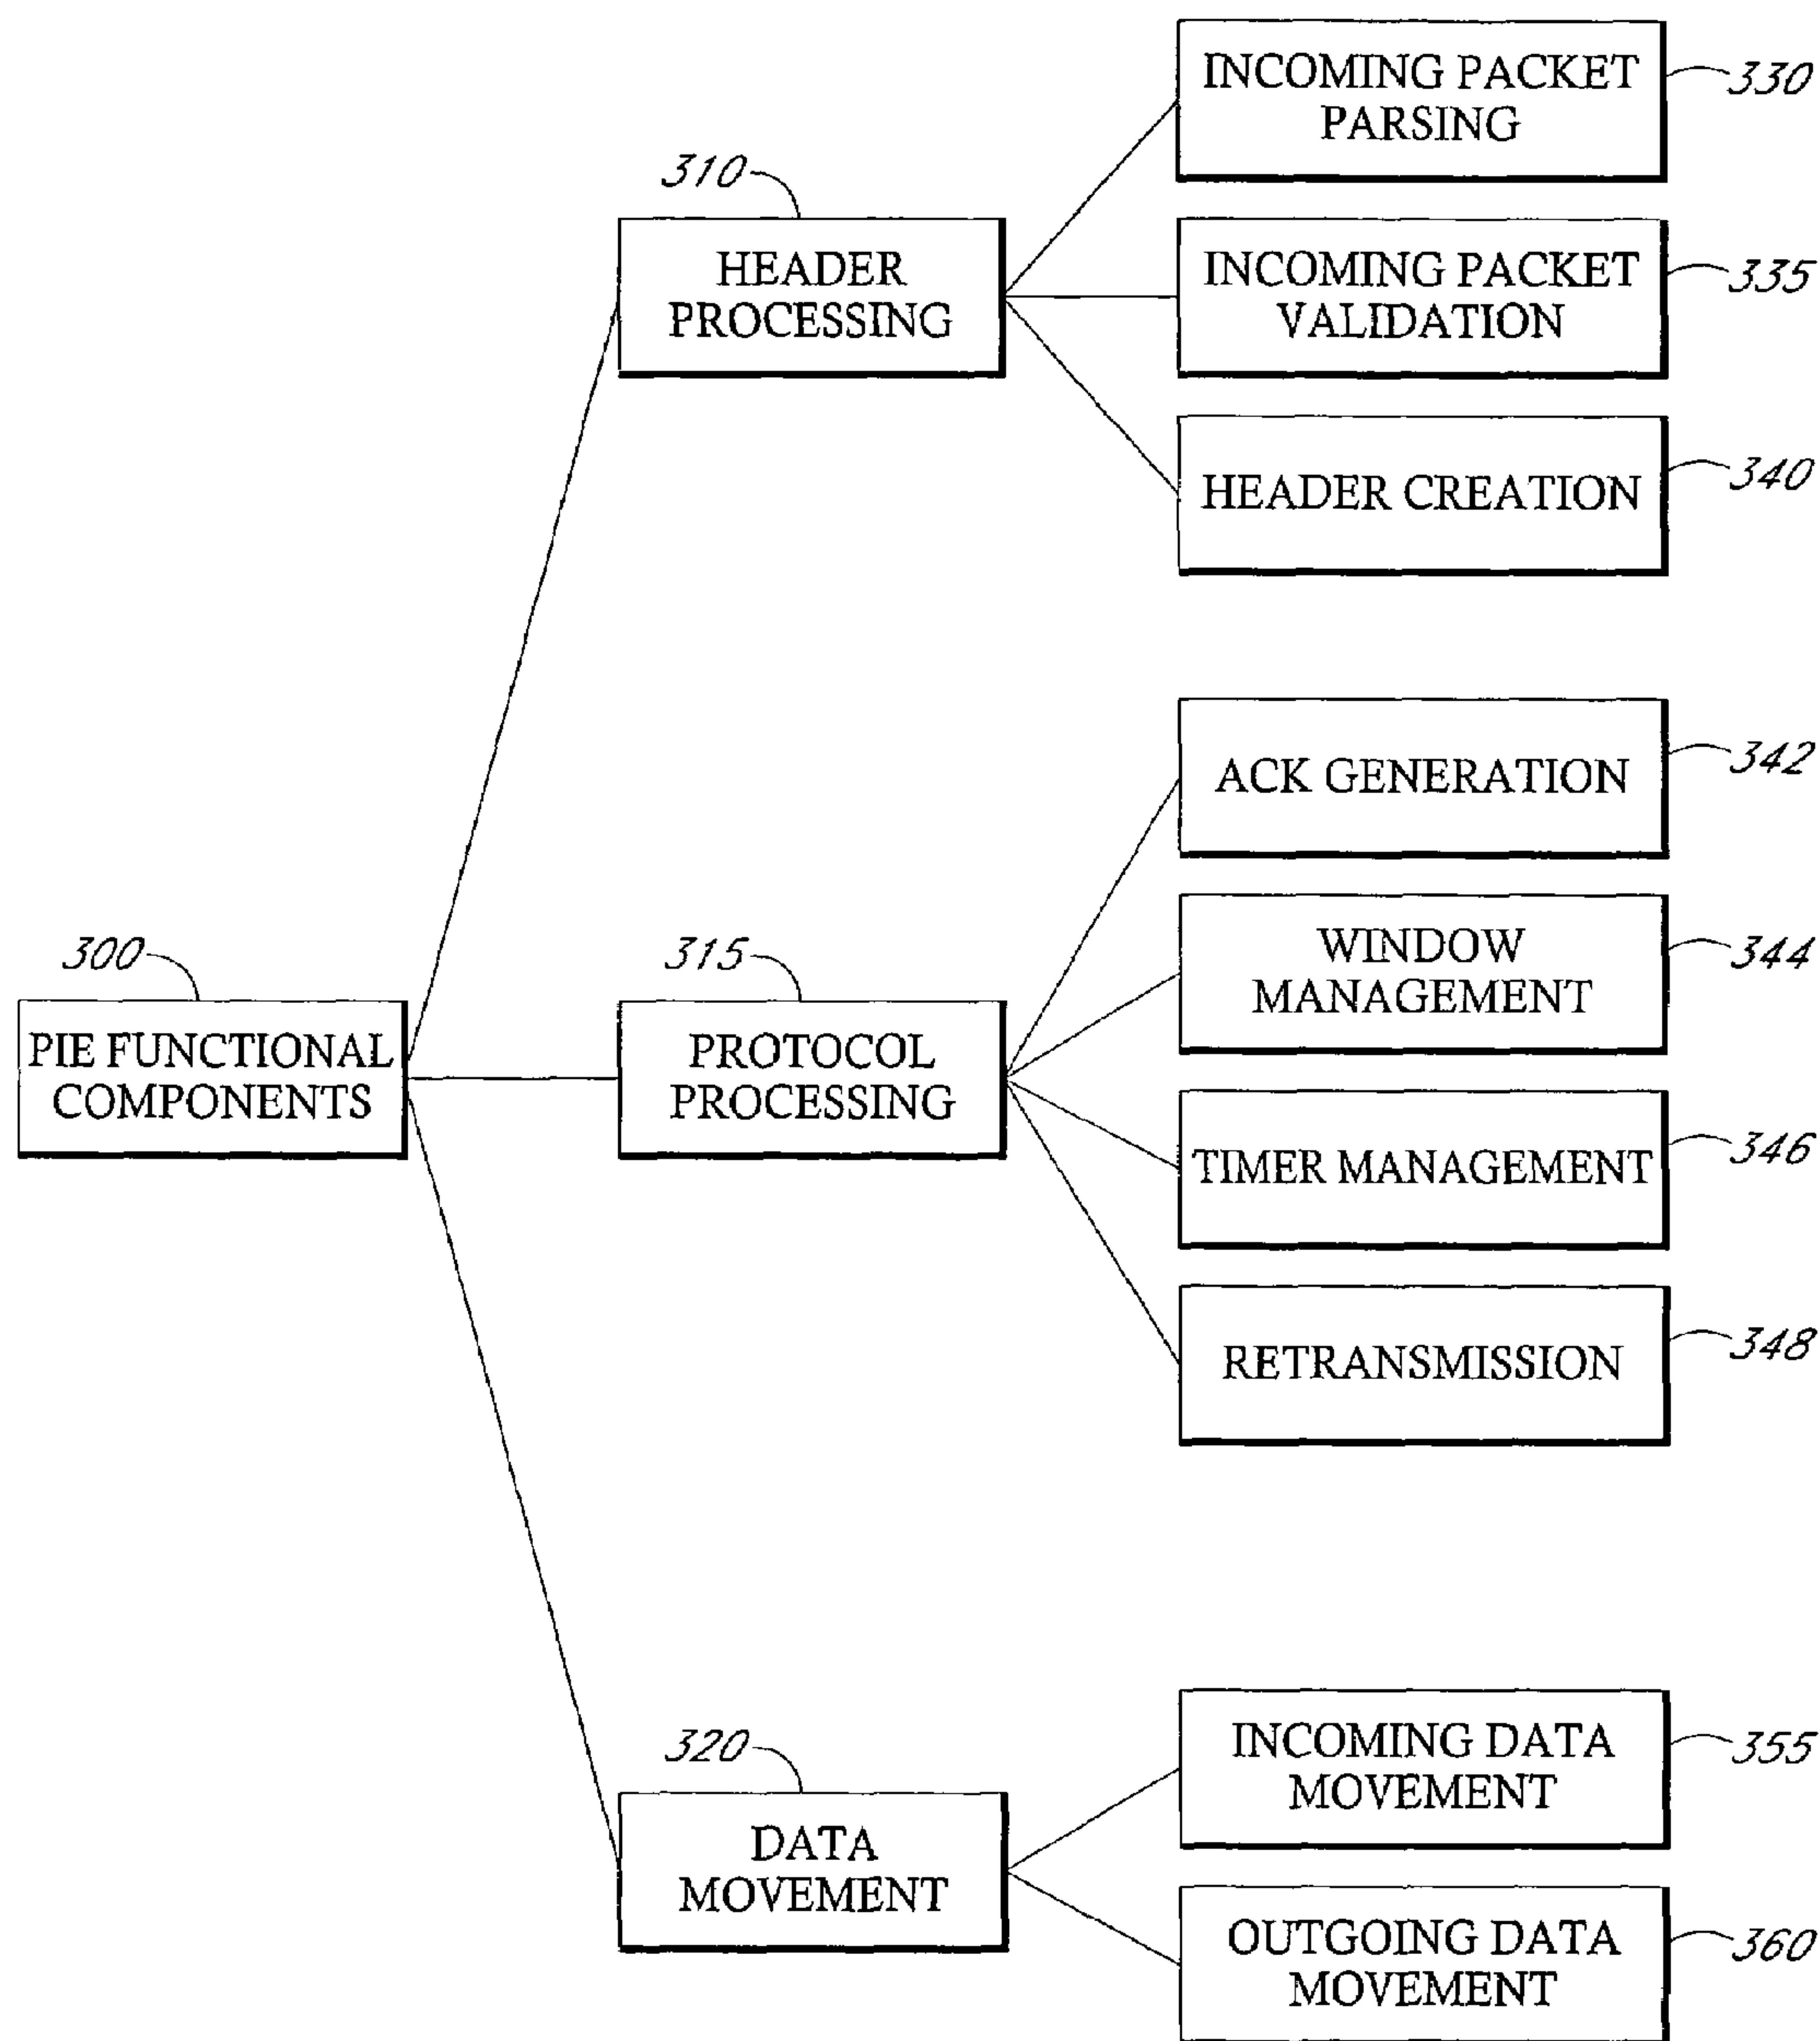 INCOMING PACKET
PARSING
330
310
HEADER
PROCESSING
INCOMING PACKET
VALIDATION
335
HEADER CREATION
340
ACK GENERATION
342
WINDOW
MANAGEMENT
344
300
PIE FUNCTIONAL
COMPONENTS
315
PROTOCOL
PROCESSING
TIMER MANAGEMENT
346
RETRANSMISSION
348
320
DATA
MOVEMENT
INCOMING DATA
MOVEMENT
355
OUTGOING DATA
MOVEMENT
360